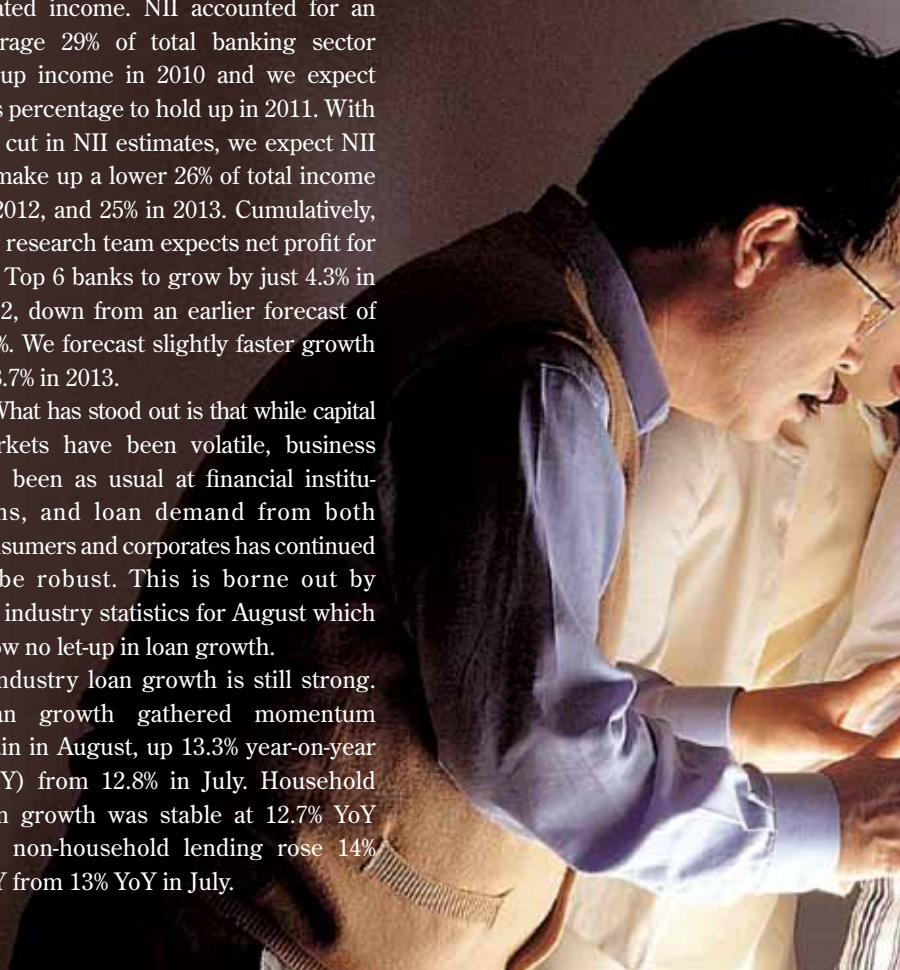 ated income. NII accounted for an
rage 29% of total banking sector
up income in 2010 and we expect
s percentage to hold up in 2011. With
cut in NII estimates, we expect NII
make up a lower 26% of total income
2012, and 25% in 2013. Cumulatively,
research team expects net profit for
Top 6 banks to grow by just 4.3% in
2, down from an earlier forecast of
%. We forecast slightly faster growth
3.7% in 2013.
What has stood out is that while capital
rkets have been volatile, business
been as usual at financial institu-
ns, and loan demand from both
nsumers and corporates has continued
be robust. This is borne out by
industry statistics for August which
ow no let-up in loan growth.
ndustry loan growth is still strong.
an growth gathered momentum
in in August, up 13.3% year-on-year
Y) from 12.8% in July. Household
n growth was stable at 12.7% YoY
non-household lending rose 14%
Y from 13% YoY in July.